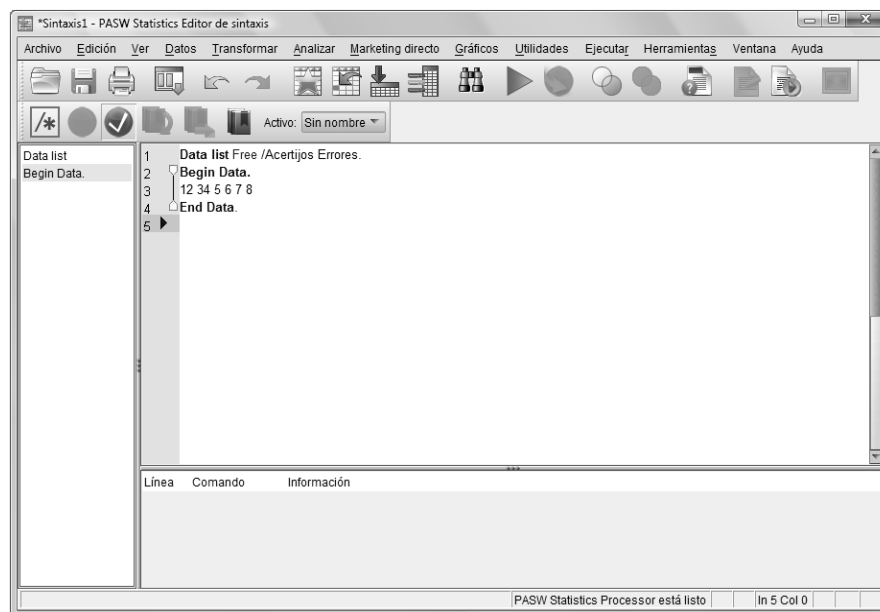 *Sintaxis1 - PASW Statistics Editor de sintaxis
Archivo Edición Ver Datos Transformar Analizar Marketing directo Gráficos Utilidades Ejecutar Herramientas Ventana Ayuda
Activo: Sin nombre
Data list
Begin Data.
1 Data list Free /Acertijos Errores.
2 Begin Data.
3 12 34 5 6 7 8
4 End Data.
5
Línea Comando Información
PASW Statistics Processor está listo In 5 Col 0